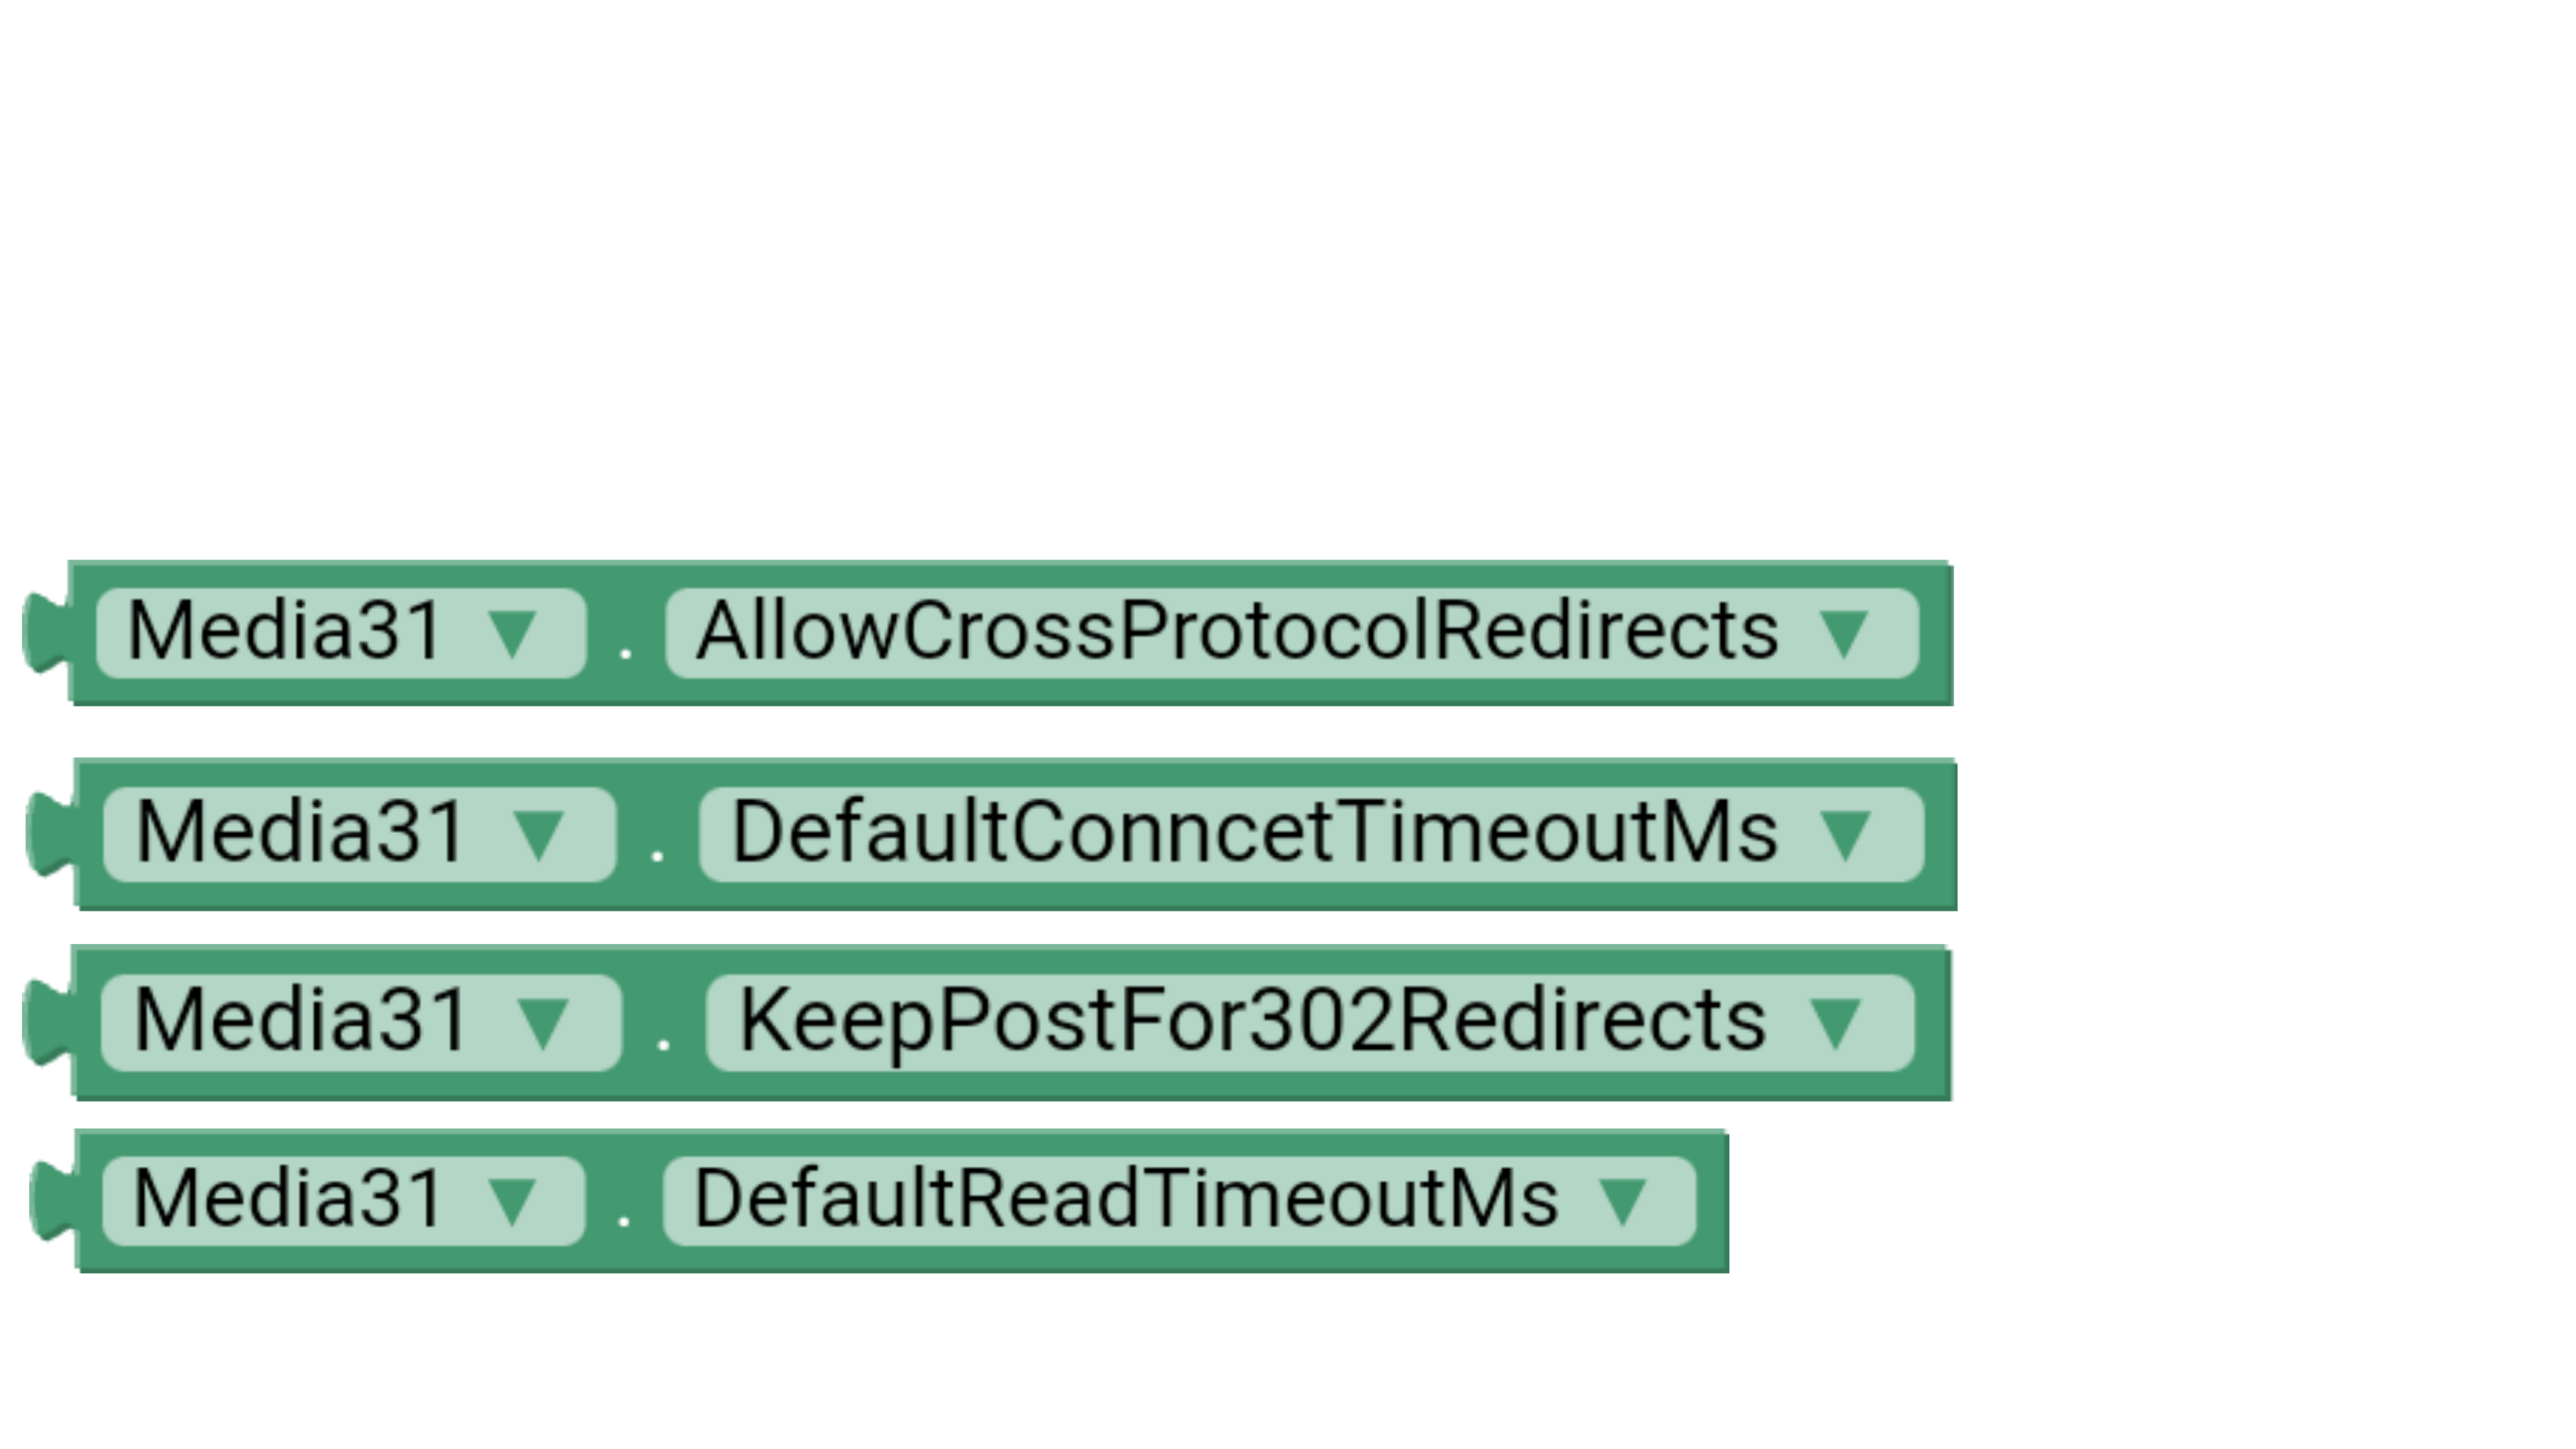 Media31 ▼ . AllowCrossProtocolRedirects ▼
Media31 ▼ . DefaultConncetTimeoutMs ▼
Media31 ▼ . KeepPostFor302Redirects ▼
Media31 ▼ . DefaultReadTimeoutMs ▼